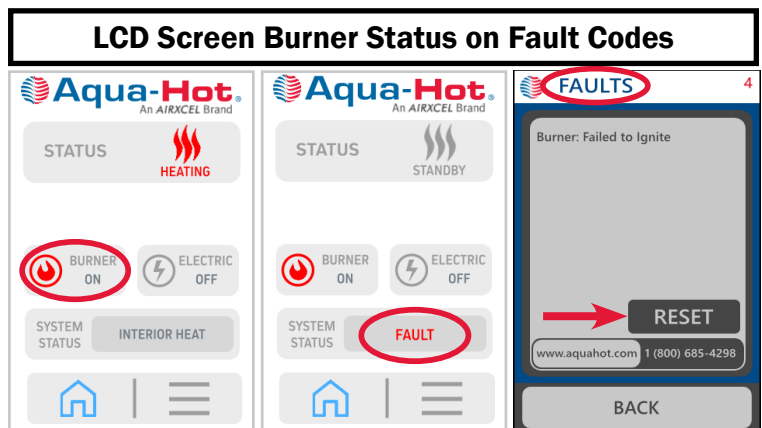 LCD Screen Burner Status on Fault Codes
Aqua-Hot®
An AIRXCEL Brand
STATUS
HEATING
BURNER
ON
ELECTRIC
OFF
SYSTEM
STATUS
INTERIOR HEAT
Aqua-Hot®
An AIRXCEL Brand
STATUS
STANDBY
BURNER
ON
ELECTRIC
OFF
SYSTEM
STATUS
FAULT
FAULTS
4
Burner: Failed to Ignite
RESET
www.aquahot.com 1 (800) 685-4298
BACK